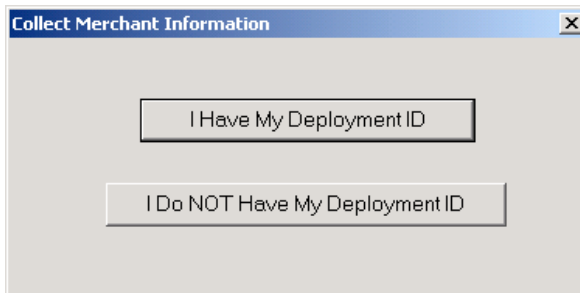 Collect Merchant Information
I Have My Deployment ID
I Do NOT Have My Deployment ID